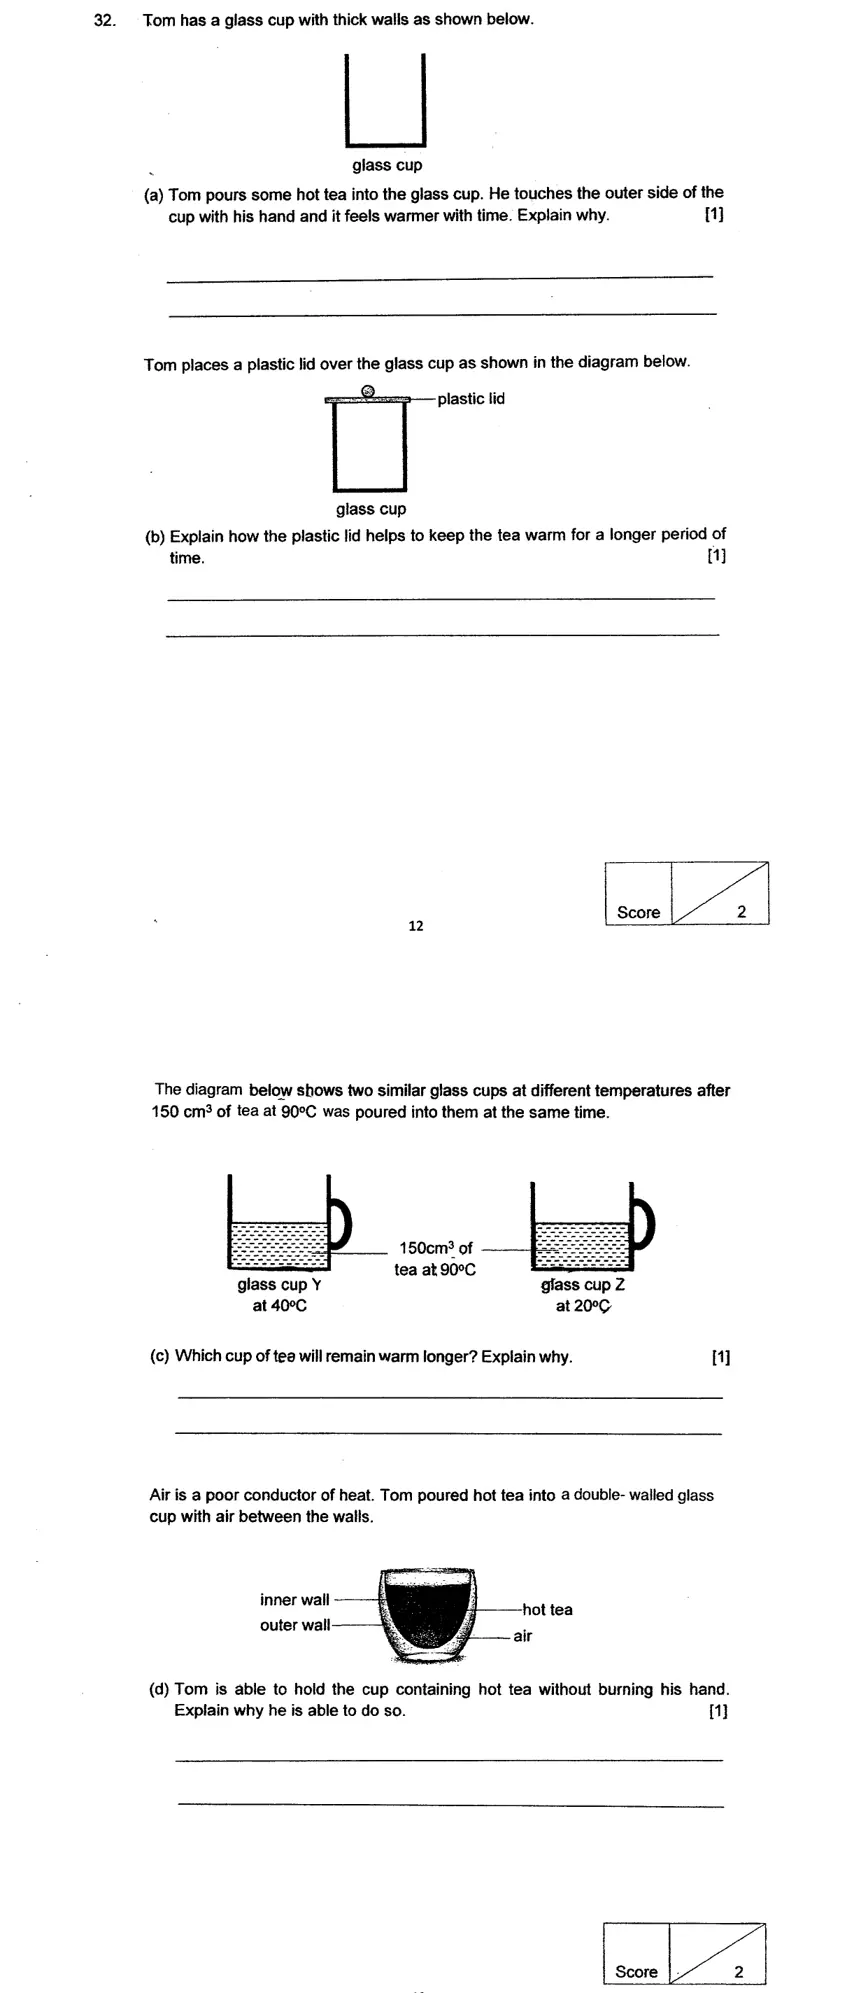 32. Tom has a glass cup with thick walls as shown below.
glass cup
(a) Tom pours some hot tea into the glass cup. He touches the outer side of the
cup with his hand and it feels warmer with time. Explain why. [1]
Tom places a plastic lid over the glass cup as shown in the diagram below.
plastic lid
glass cup
(b) Explain how the plastic lid helps to keep the tea warm for a longer period of
time. [1]
Score 2
12
The diagram below shows two similar glass cups at different temperatures after
150 cm³ of tea at 90ºC was poured into them at the same time.
150cm³ of
tea at 90ºC
glass cup Y
at 40ºC
glass cup Z
at 20ºC
(c) Which cup of tea will remain warm longer? Explain why. [1]
Air is a poor conductor of heat. Tom poured hot tea into a double- walled glass
cup with air between the walls.
inner wall
outer wall
hot tea
air
(d) Tom is able to hold the cup containing hot tea without burning his hand.
Explain why he is able to do so. [1]
Score 2